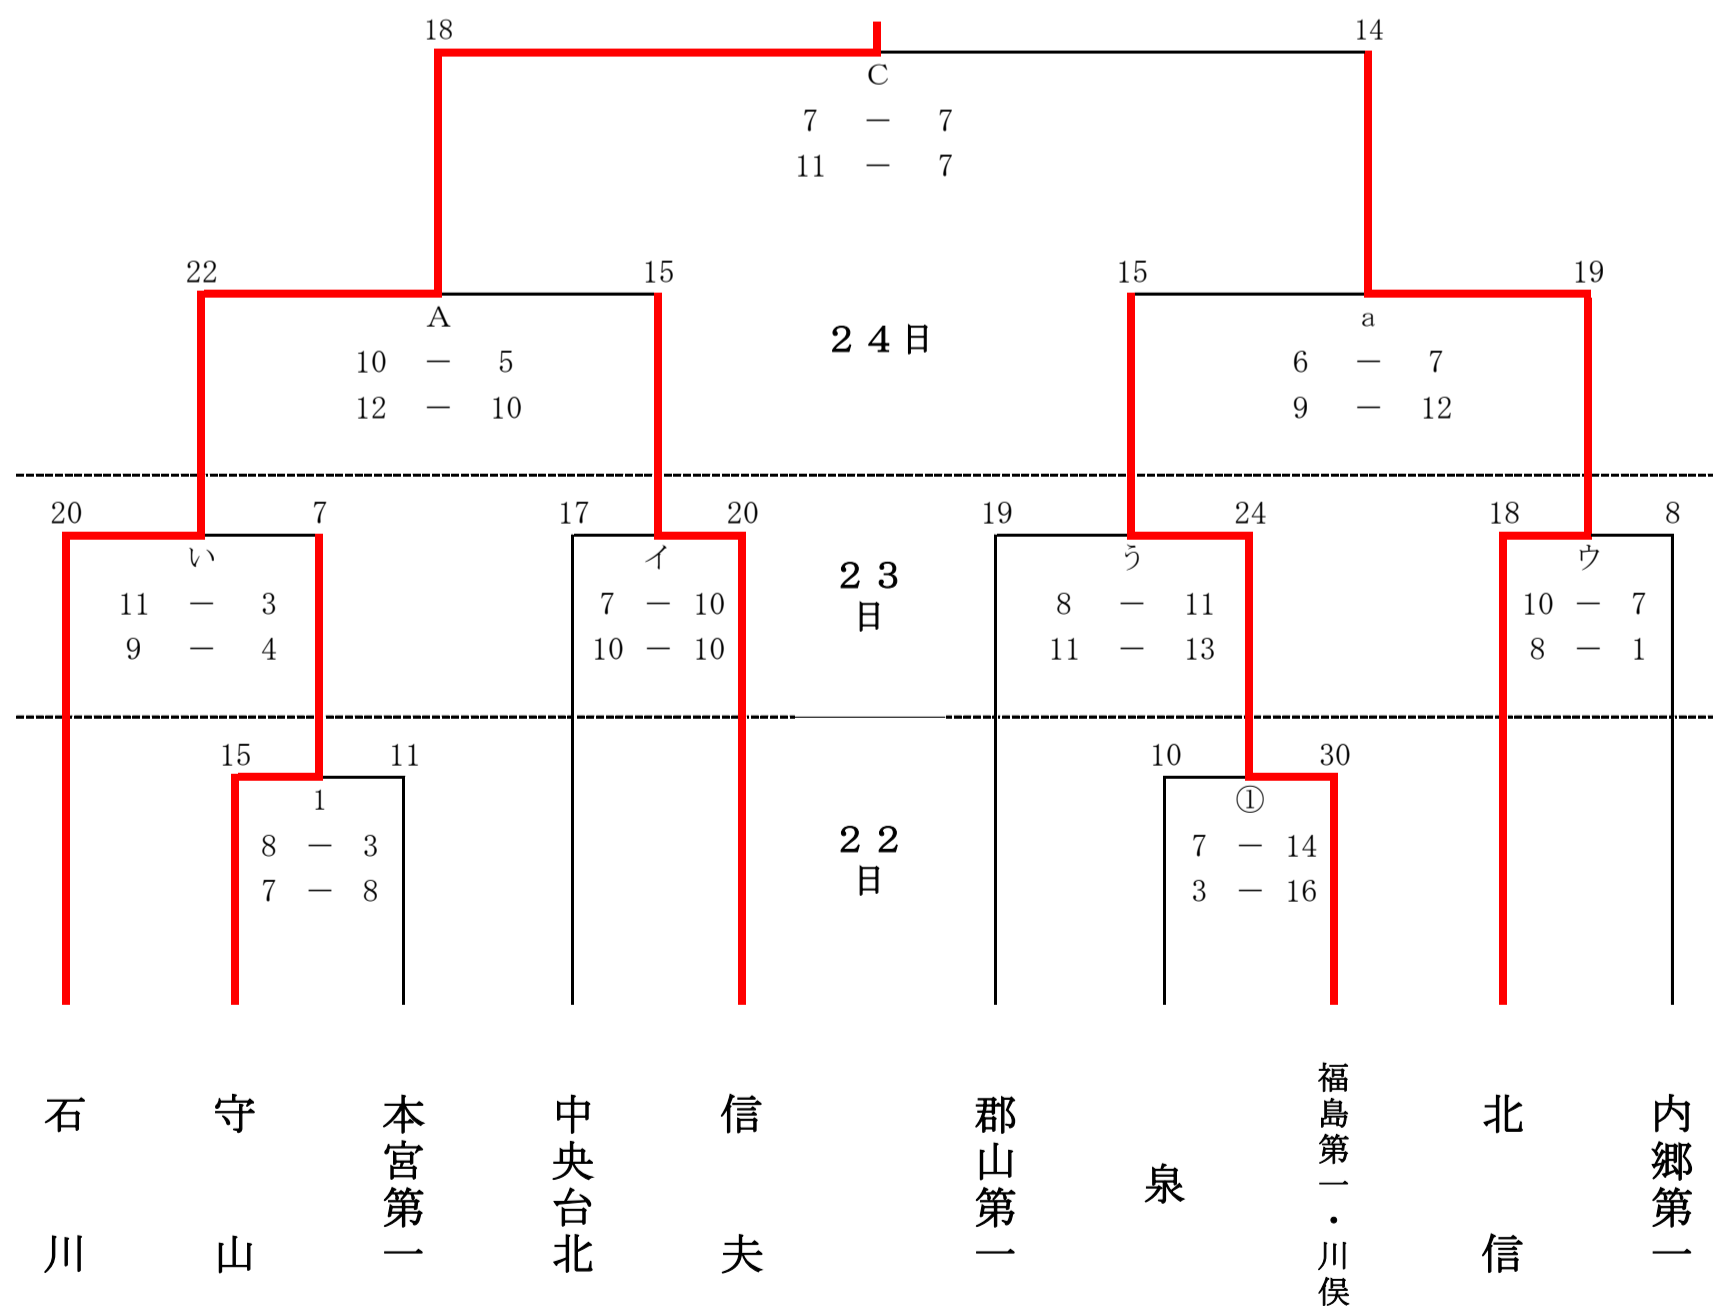 18 14
C
7 － 7
11 － 7
22 15 15 19
A ２４日 a
10 － 5 6 － 7
12 － 10 9 － 12
20 7 17 20 19 24 18 8
い イ う ウ
２３
日
11 － 3 7 － 10 8 － 11 10 － 7
9 － 4 10 － 10 11 － 13 8 － 1
15 11 10 30
1 ①
２２
日
8 － 3 7 － 14
7 － 8 3 － 16
石川
守山
本宮第一
中央台北
信夫
郡山第一
泉
福島第一・川俣
北信
内郷第一